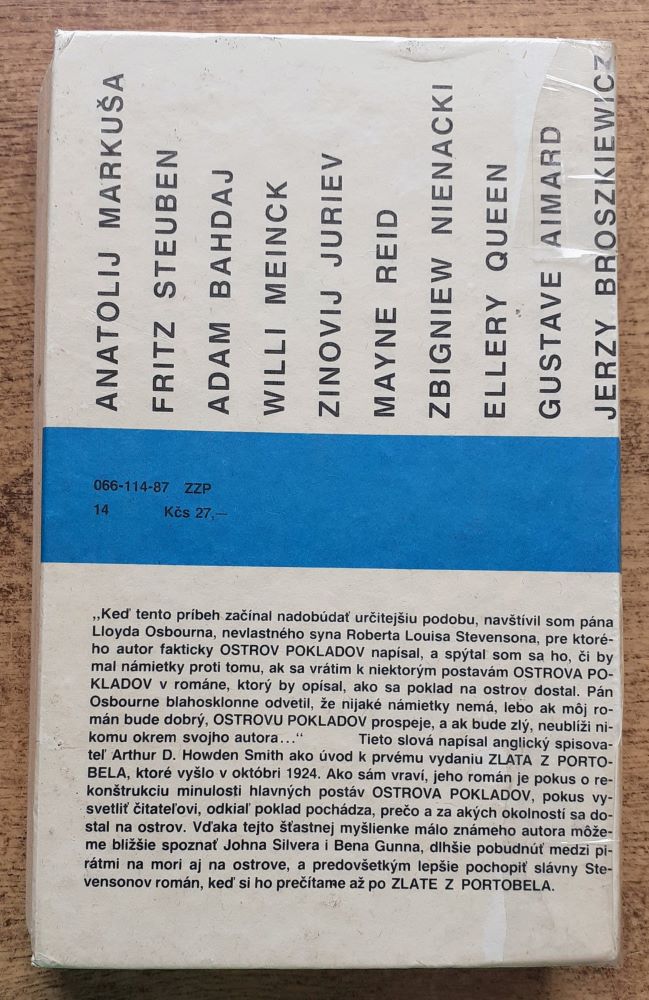 ANATOLIJ MARKUŠA
FRITZ STEUBEN
ADAM BAHDAJ
WILLI MEINCK
ZINOVIJ JURIEV
MAYNE REID
ZBIGNIEW NIENACKI
ELLERY QUEEN
GUSTAVE AIMARD
JERZY BROSZKIEWICZ
066-114-87 ZZP
14 Kčs 27,—
„Keď tento príbeh začínal nadobúdať určitejšiu podobu, navštívil som pána
Lloyda Osbourna, nevlastného syna Roberta Louisa Stevensona, pre ktoré-
ho autor fakticky OSTROV POKLADOV napísal, a spýtal som sa ho, či by
mal námietky proti tomu, ak sa vrátim k niektorým postavám OSTROVA PO-
KLADOV v románe, ktorý by opísal, ako sa poklad na ostrov dostal. Pán
Osbourne blahosklonne odvetil, že nijaké námietky nemá, lebo ak môj ro-
mán bude dobrý, OSTROVU POKLADOV prospeje, a ak bude zlý, neublíži ni-
komu okrem svojho autora...“ Tieto slová napísal anglický spisova-
teľ Arthur D. Howden Smith ako úvod k prvému vydaniu ZLATA Z PORTO-
BELA, ktoré vyšlo v októbri 1924. Ako sám vraví, jeho román je pokus o re-
konštrukciu minulosti hlavných postáv OSTROVA POKLADOV, pokus vy-
svetliť čitateľovi, odkiaľ poklad pochádza, prečo a za akých okolností sa do-
stal na ostrov. Vďaka tejto šťastnej myšlienke málo známeho autora môže-
me bližšie spoznať Johna Silvera i Bena Gunna, dlhšie pobudnúť medzi pi-
rátmi na mori aj na ostrove, a predovšetkým lepšie pochopiť slávny Ste-
vensonov román, keď si ho prečítame až po ZLATE Z PORTOBELA.